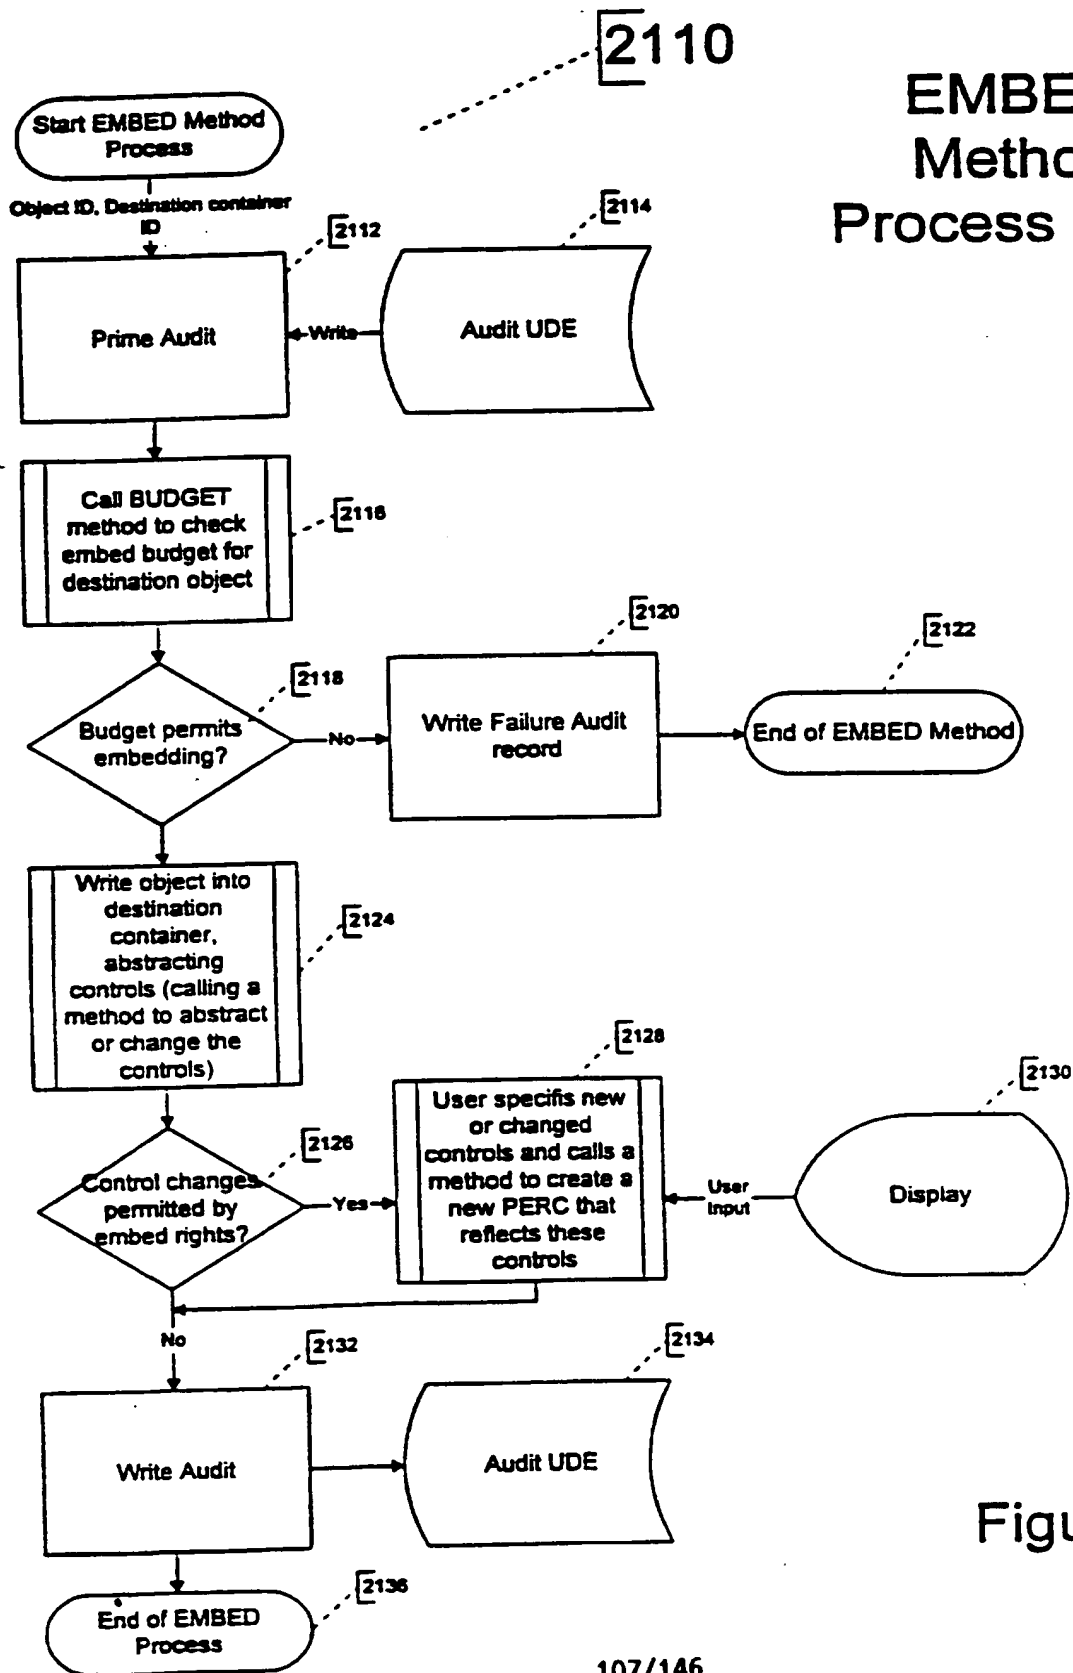 2110
EMBE
Metho
Process
Start EMBED Method
Process
Object ID, Destination container
ID
2112
2114
Prime Audit
Write
Audit UDE
Call BUDGET
method to check
embed budget for
destination object
2116
2118
Budget permits
embedding?
No
2120
Write Failure Audit
record
2122
End of EMBED Method
Write object into
destination
container,
abstracting
controls (calling a
method to abstract
or change the
controls)
2124
2126
Control changes
permitted by
embed rights?
Yes
2128
User specifis new
or changed
controls and calls a
method to create a
new PERC that
reflects these
controls
User
Input
2130
Display
No
2132
2134
Write Audit
Audit UDE
Figu
2136
End of EMBED
Process
107/146